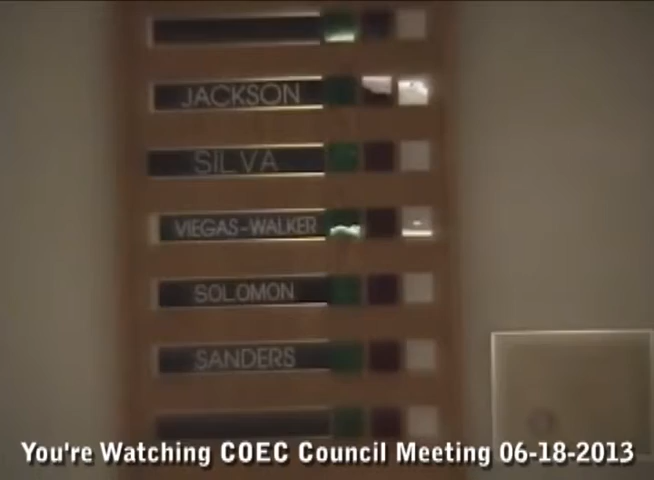 JACKSON
SILVA
VIEGAS-WALKER
SOLOMON
SANDERS
You're Watching COEC Council Meeting 06-18-2013